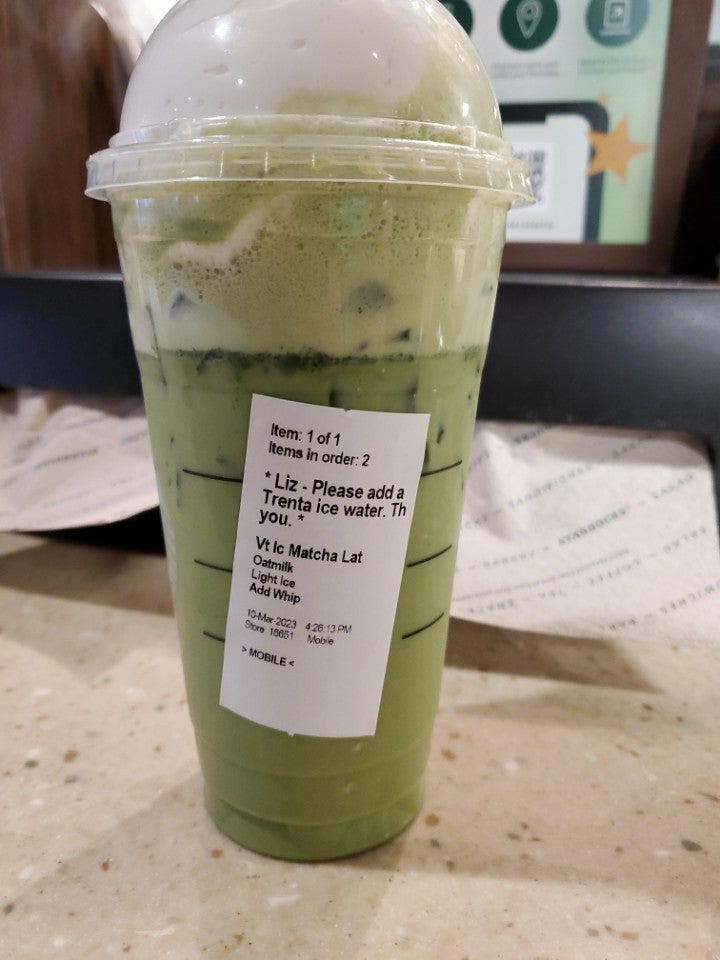 Item: 1 of 1
Items in order: 2
* Liz - Please add a
Trenta ice water. Th
you. *
Vt Ic Matcha Lat
Oatmilk
Light Ice
Add Whip
10-Mar-2023 4:26:13 PM
Store 16651 Mobile
> MOBILE <
STARBUCKS